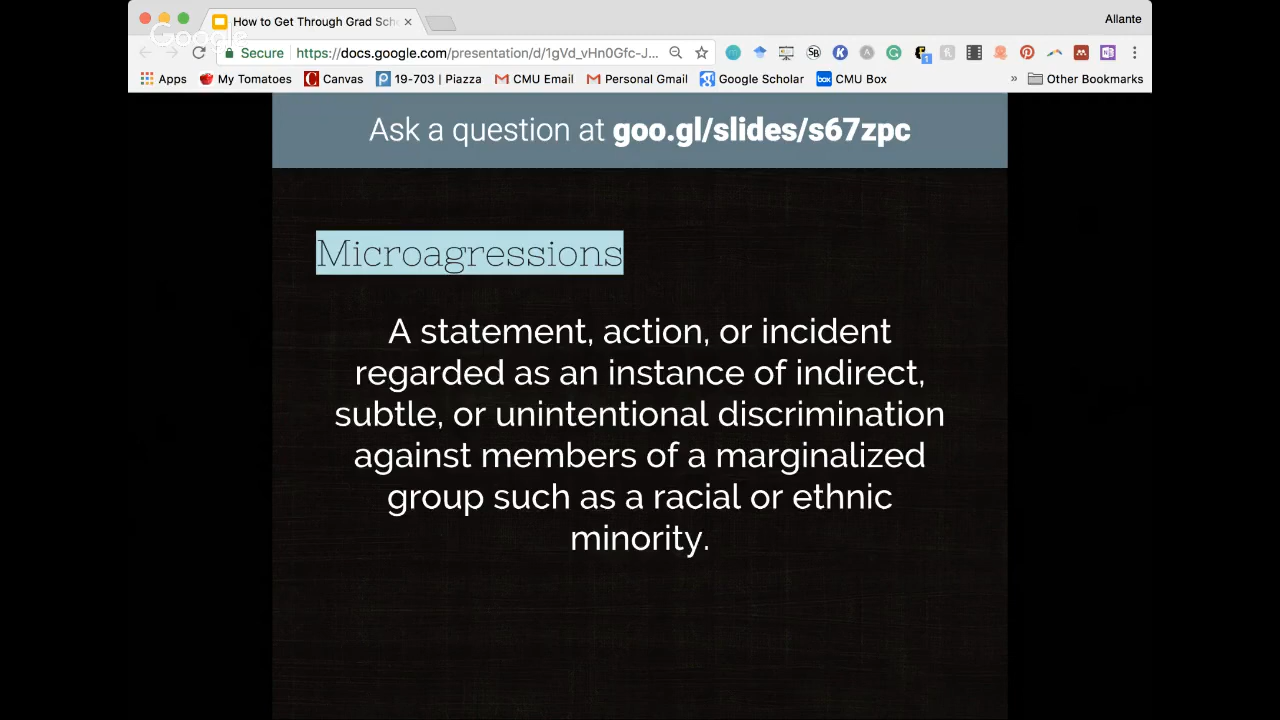 How to Get Through Grad Sch
Allante
Google
Secure https://docs.google.com/presentation/d/1gVd_vHn0Gfc-J...
Apps My Tomatoes Canvas 19-703 | Piazza CMU Email Personal Gmail Google Scholar box CMU Box » Other Bookmarks
Ask a question at goo.gl/slides/s67zpc
Microagressions
A statement, action, or incident
regarded as an instance of indirect,
subtle, or unintentional discrimination
against members of a marginalized
group such as a racial or ethnic
minority.